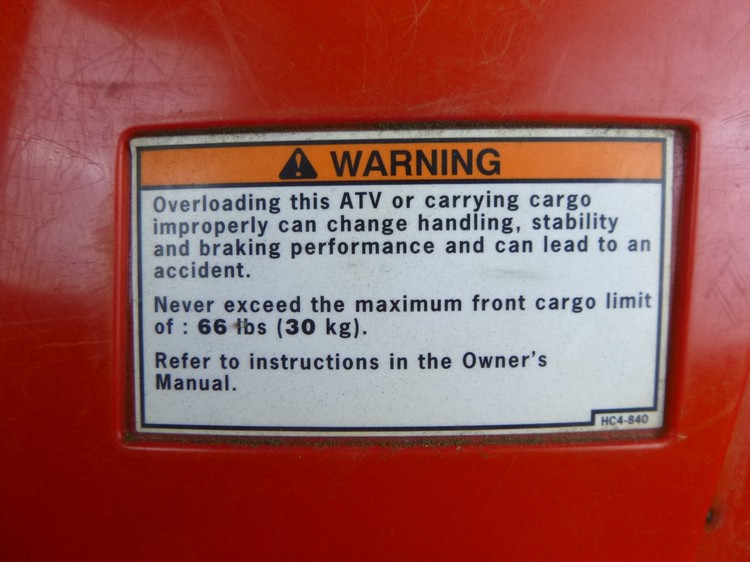 WARNING
Overloading this ATV or carrying cargo
improperly can change handling, stability
and braking performance and can lead to an
accident.
Never exceed the maximum front cargo limit
of : 66 lbs (30 kg).
Refer to instructions in the Owner's
Manual.
HC4-840